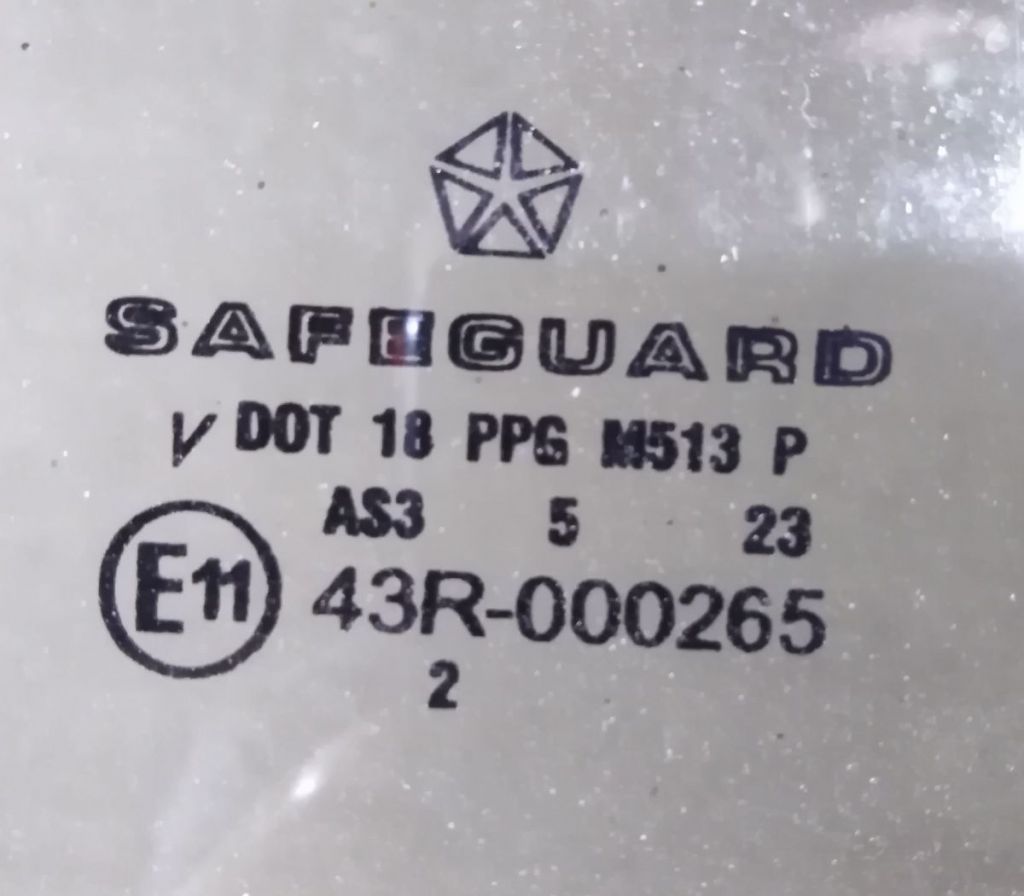 SAFEGUARD
V DOT 18 PPG M513 P
AS3 5 23
E11 43R-000265
2